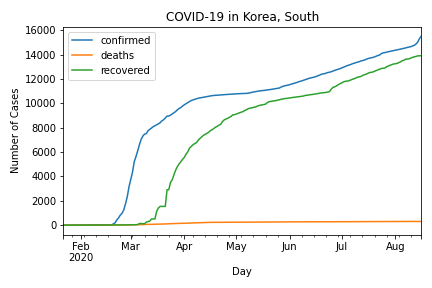 COVID-19 in Korea, South
16000
14000
12000
10000
8000
6000
4000
2000
0
Number of Cases
confirmed
deaths
recovered
Feb Mar Apr May Jun Jul Aug
2020
Day